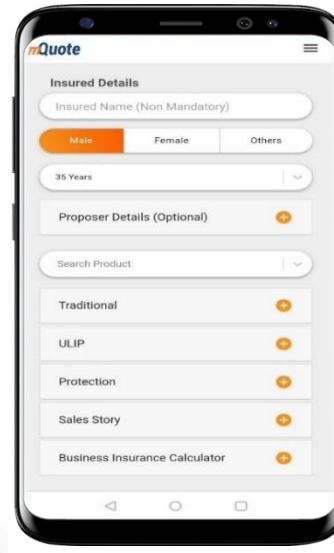 mQuote
Insured Details
Insured Name (Non Mandatory)
Male Female Others
35 Years
Proposer Details (Optional)
Search Product
Traditional
ULIP
Protection
Sales Story
Business Insurance Calculator